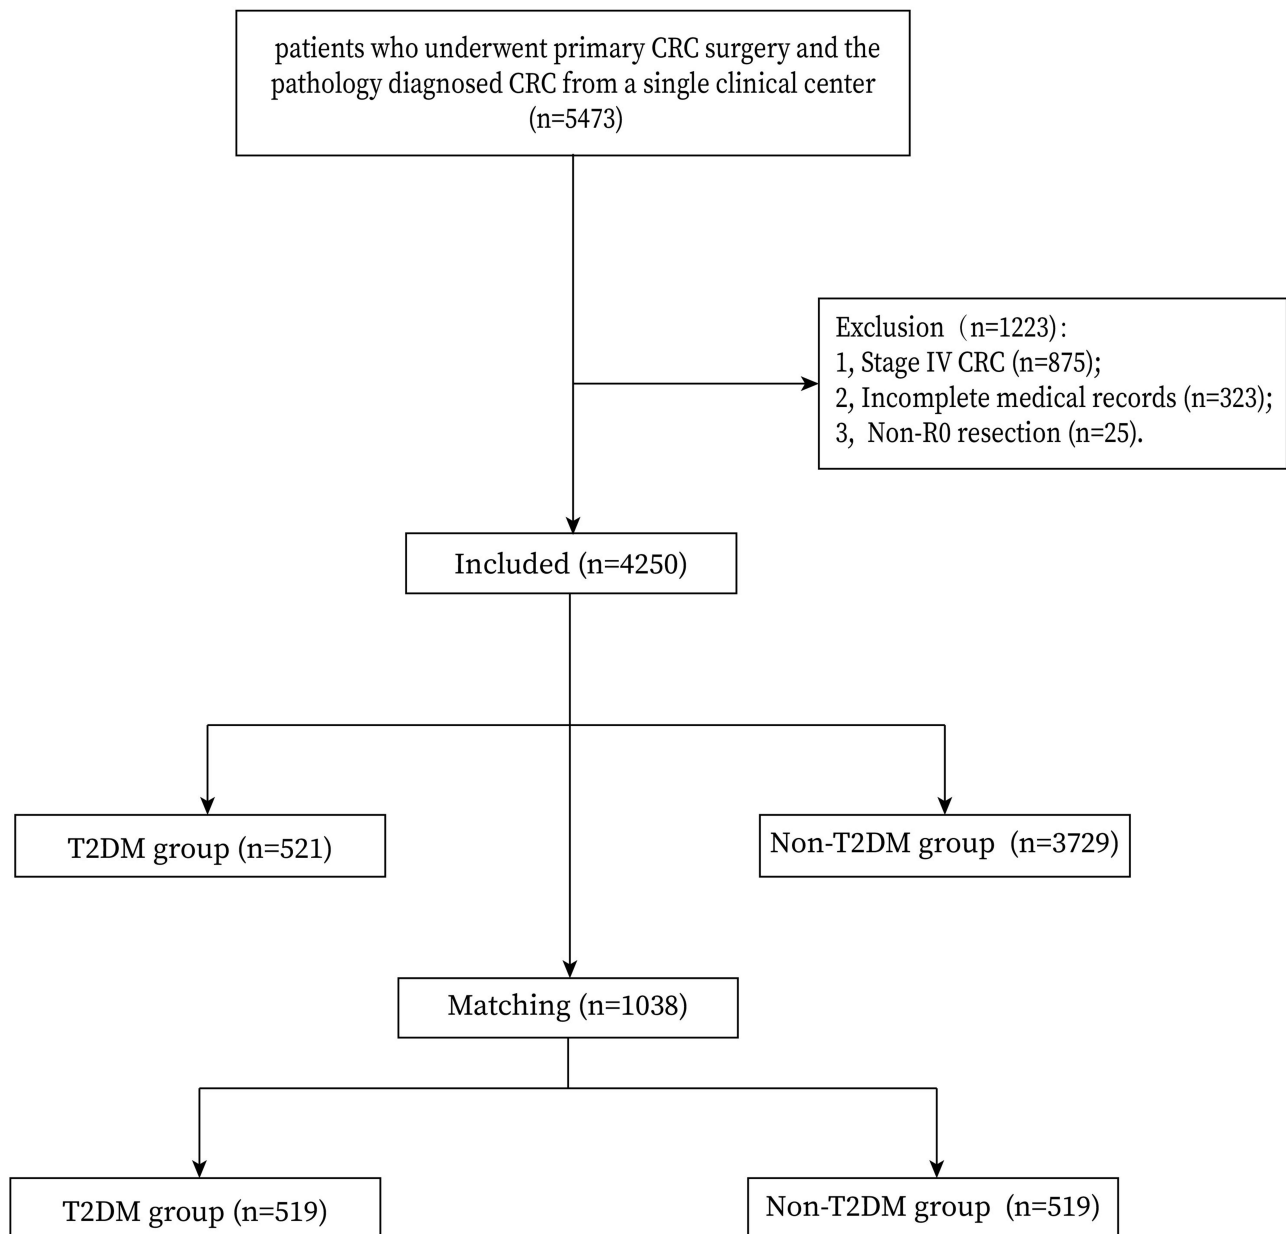 patients who underwent primary CRC surgery and the
pathology diagnosed CRC from a single clinical center
(n=5473)
Exclusion（n=1223）:
1, Stage IV CRC (n=875);
2, Incomplete medical records (n=323);
3,  Non-R0 resection (n=25).
Included (n=4250)
T2DM group (n=521)
Non-T2DM group  (n=3729)
Matching (n=1038)
T2DM group (n=519)
Non-T2DM group  (n=519)